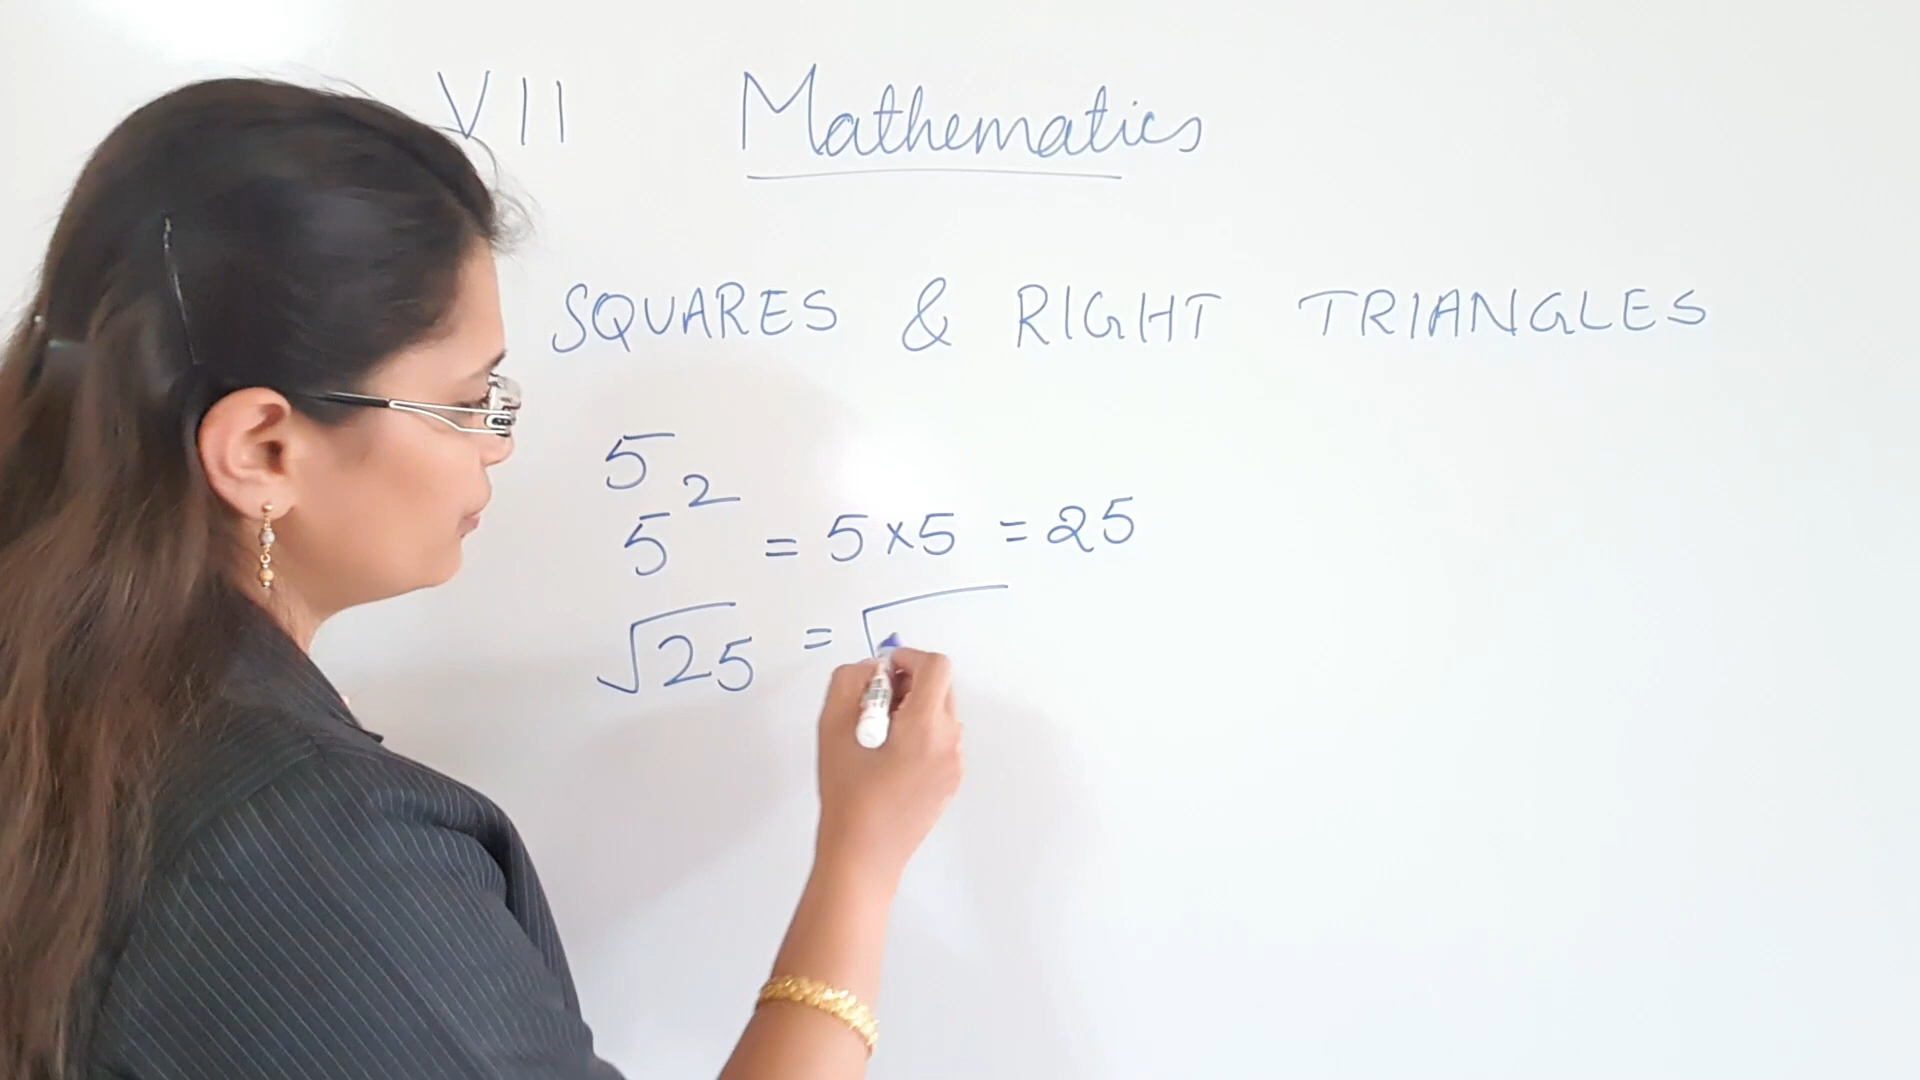 VII Mathematics
SQUARES & RIGHT TRIANGLES
5
5² = 5×5 = 25
√25 = √